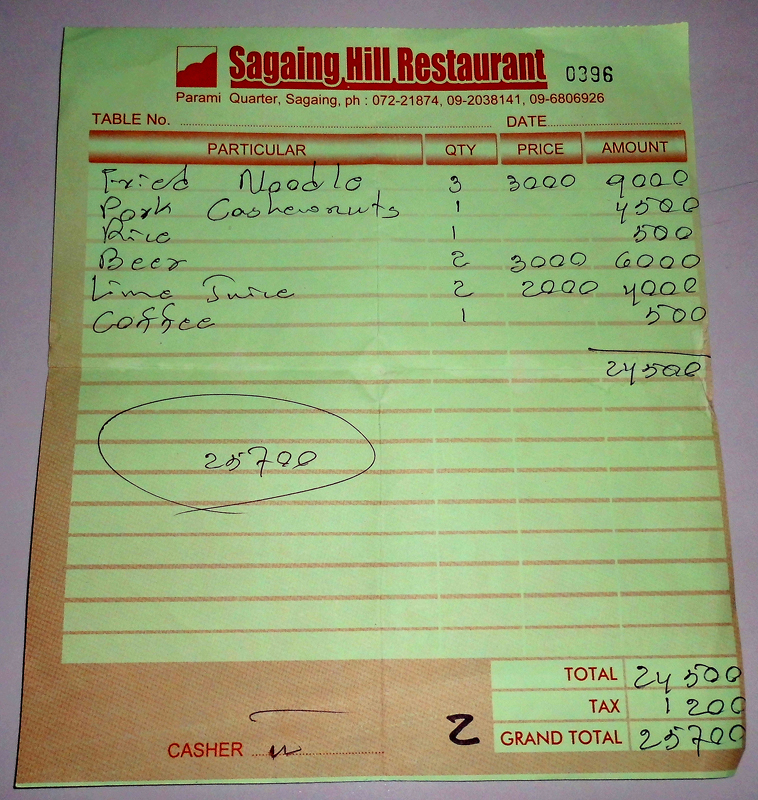 Sagaing Hill Restaurant 0396
Parami Quarter, Sagaing, ph : 072-21874, 09-2038141, 09-6806926
TABLE No. DATE
PARTICULAR QTY PRICE AMOUNT
Fried Noodle 3 3000 9000
Pork Cashewnuts 1 4500
Rice 1 500
Beer 2 3000 6000
Lime Juice 2 2000 4000
Coffee 1 500
24500
25700
TOTAL 24500
TAX 1200
2 GRAND TOTAL 25700
CASHER